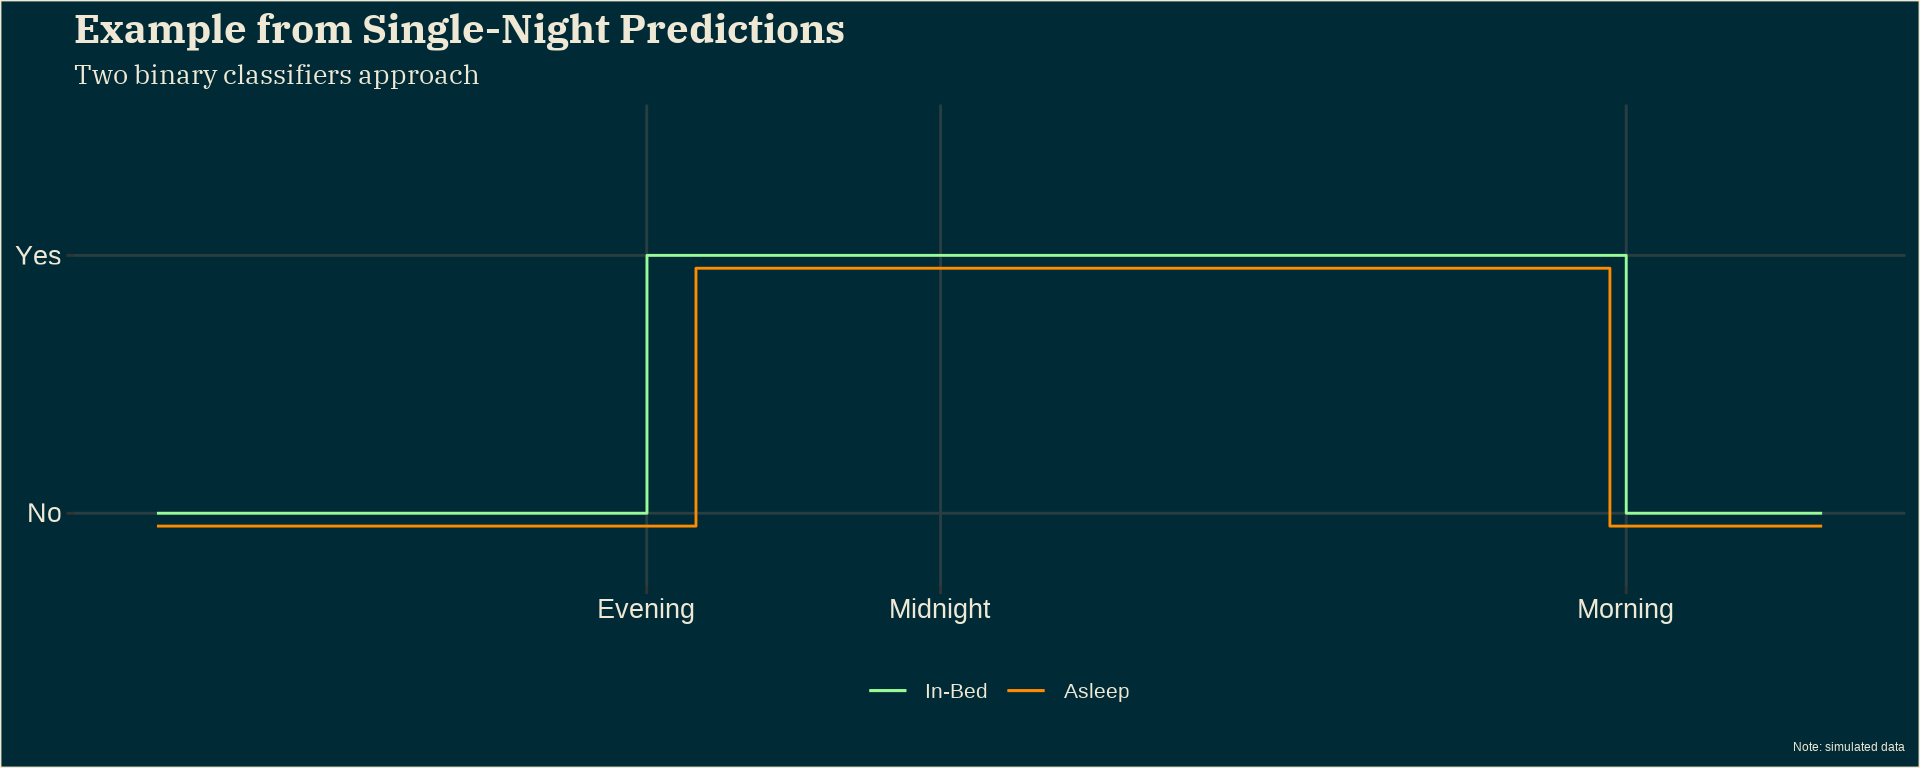 Example from Single-Night Predictions
Two binary classifiers approach
Yes
No
Evening
Midnight
Morning
In-Bed
Asleep
Note: simulated data